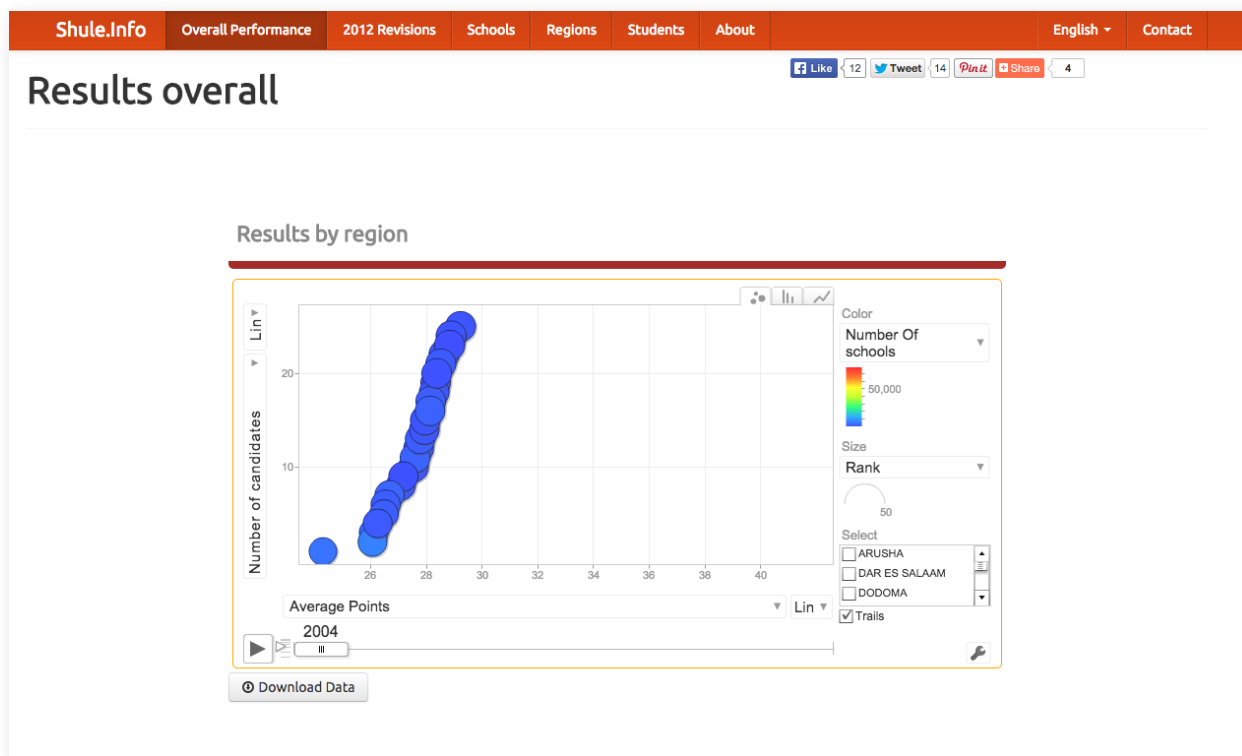 Shule.Info Overall Performance 2012 Revisions Schools Regions Students About English Contact
Like 12 Tweet 14 Pin it Share 4
Results overall
Results by region
Lin
Number of candidates
20
10
26 28 30 32 34 36 38 40
Average Points Lin
2004
Color
Number Of
schools
50,000
Size
Rank
50
Select
ARUSHA
DAR ES SALAAM
DODOMA
Trails
Download Data